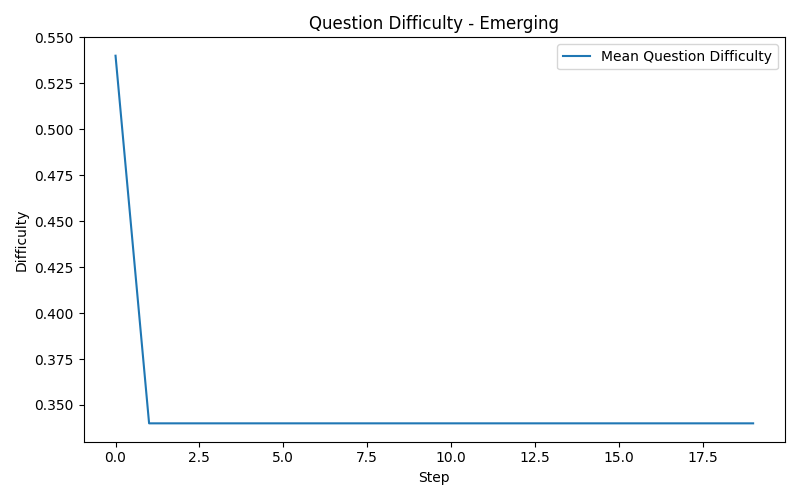 Question Difficulty - Emerging
Mean Question Difficulty
Difficulty
0.550
0.525
0.500
0.475
0.450
0.425
0.400
0.375
0.350
0.0 2.5 5.0 7.5 10.0 12.5 15.0 17.5
Step